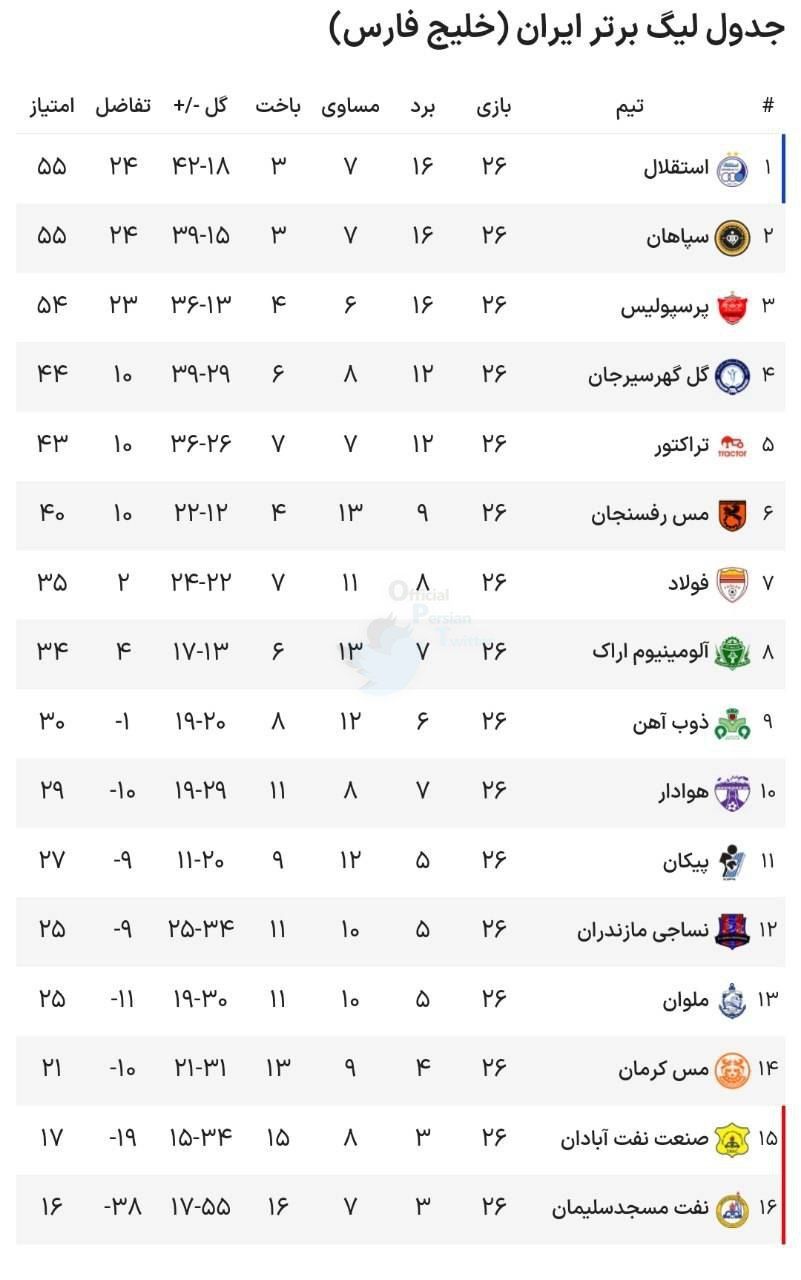 جدول لیگ برتر ایران (خلیج فارس)
# تیم بازی برد مساوی باخت گل -/+ تفاضل امتیاز
۱ استقلال ۲۶ ۱۶ ۷ ۳ ۴۲-۱۸ ۲۴ ۵۵
۲ سپاهان ۲۶ ۱۶ ۷ ۳ ۳۹-۱۵ ۲۴ ۵۵
۳ پرسپولیس ۲۶ ۱۶ ۶ ۴ ۳۶-۱۳ ۲۳ ۵۴
۴ گل گهرسیرجان ۲۶ ۱۲ ۸ ۶ ۳۹-۲۹ ۱۰ ۴۴
۵ tractor تراکتور ۲۶ ۱۲ ۷ ۷ ۳۶-۲۶ ۱۰ ۴۳
۶ مس رفسنجان ۲۶ ۹ ۱۳ ۴ ۲۲-۱۲ ۱۰ ۴۰
۷ فولاد ۲۶ ۸ ۱۱ ۷ ۲۴-۲۲ ۲ ۳۵
Official
Persian
Twitter
۸ آلومینیوم اراک ۲۶ ۷ ۱۳ ۶ ۱۷-۱۳ ۴ ۳۴
۹ ذوب آهن ۲۶ ۶ ۱۲ ۸ ۱۹-۲۰ -۱ ۳۰
۱۰ هوادار ۲۶ ۷ ۸ ۱۱ ۱۹-۲۹ -۱۰ ۲۹
۱۱ پیکان ۲۶ ۵ ۱۲ ۹ ۱۱-۲۰ -۹ ۲۷
۱۲ نساجی مازندران ۲۶ ۵ ۱۰ ۱۱ ۲۵-۳۴ -۹ ۲۵
۱۳ ملوان ۲۶ ۵ ۱۰ ۱۱ ۱۹-۳۰ -۱۱ ۲۵
۱۴ مس کرمان ۲۶ ۴ ۹ ۱۳ ۲۱-۳۱ -۱۰ ۲۱
۱۵ صنعت نفت آبادان ۲۶ ۳ ۸ ۱۵ ۱۵-۳۴ -۱۹ ۱۷
۱۶ نفت مسجدسلیمان ۲۶ ۳ ۷ ۱۶ ۱۷-۵۵ -۳۸ ۱۶